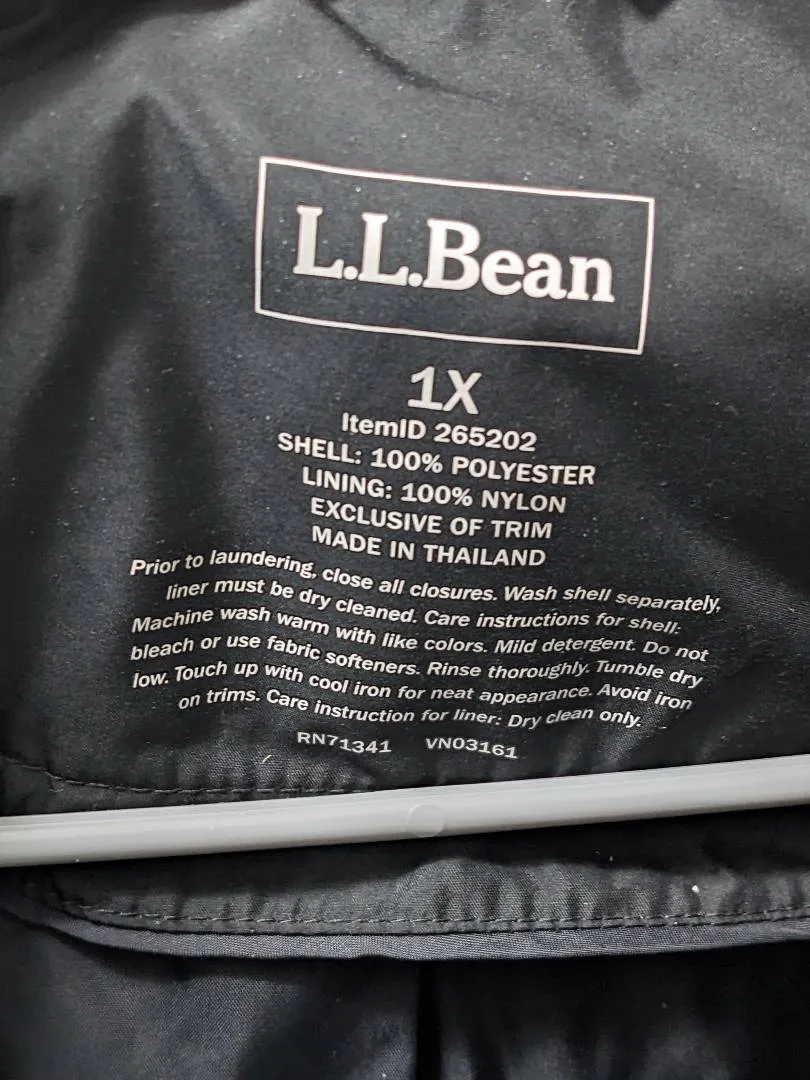 L.L.Bean
1X
ItemID 265202
SHELL: 100% POLYESTER
LINING: 100% NYLON
EXCLUSIVE OF TRIM
MADE IN THAILAND
Prior to laundering, close all closures. Wash shell separately,
liner must be dry cleaned. Care instructions for shell:
Machine wash warm with like colors. Mild detergent. Do not
bleach or use fabric softeners. Rinse thoroughly. Tumble dry
low. Touch up with cool iron for neat appearance. Avoid iron
on trims. Care instruction for liner: Dry clean only.
RN71341 VN03161